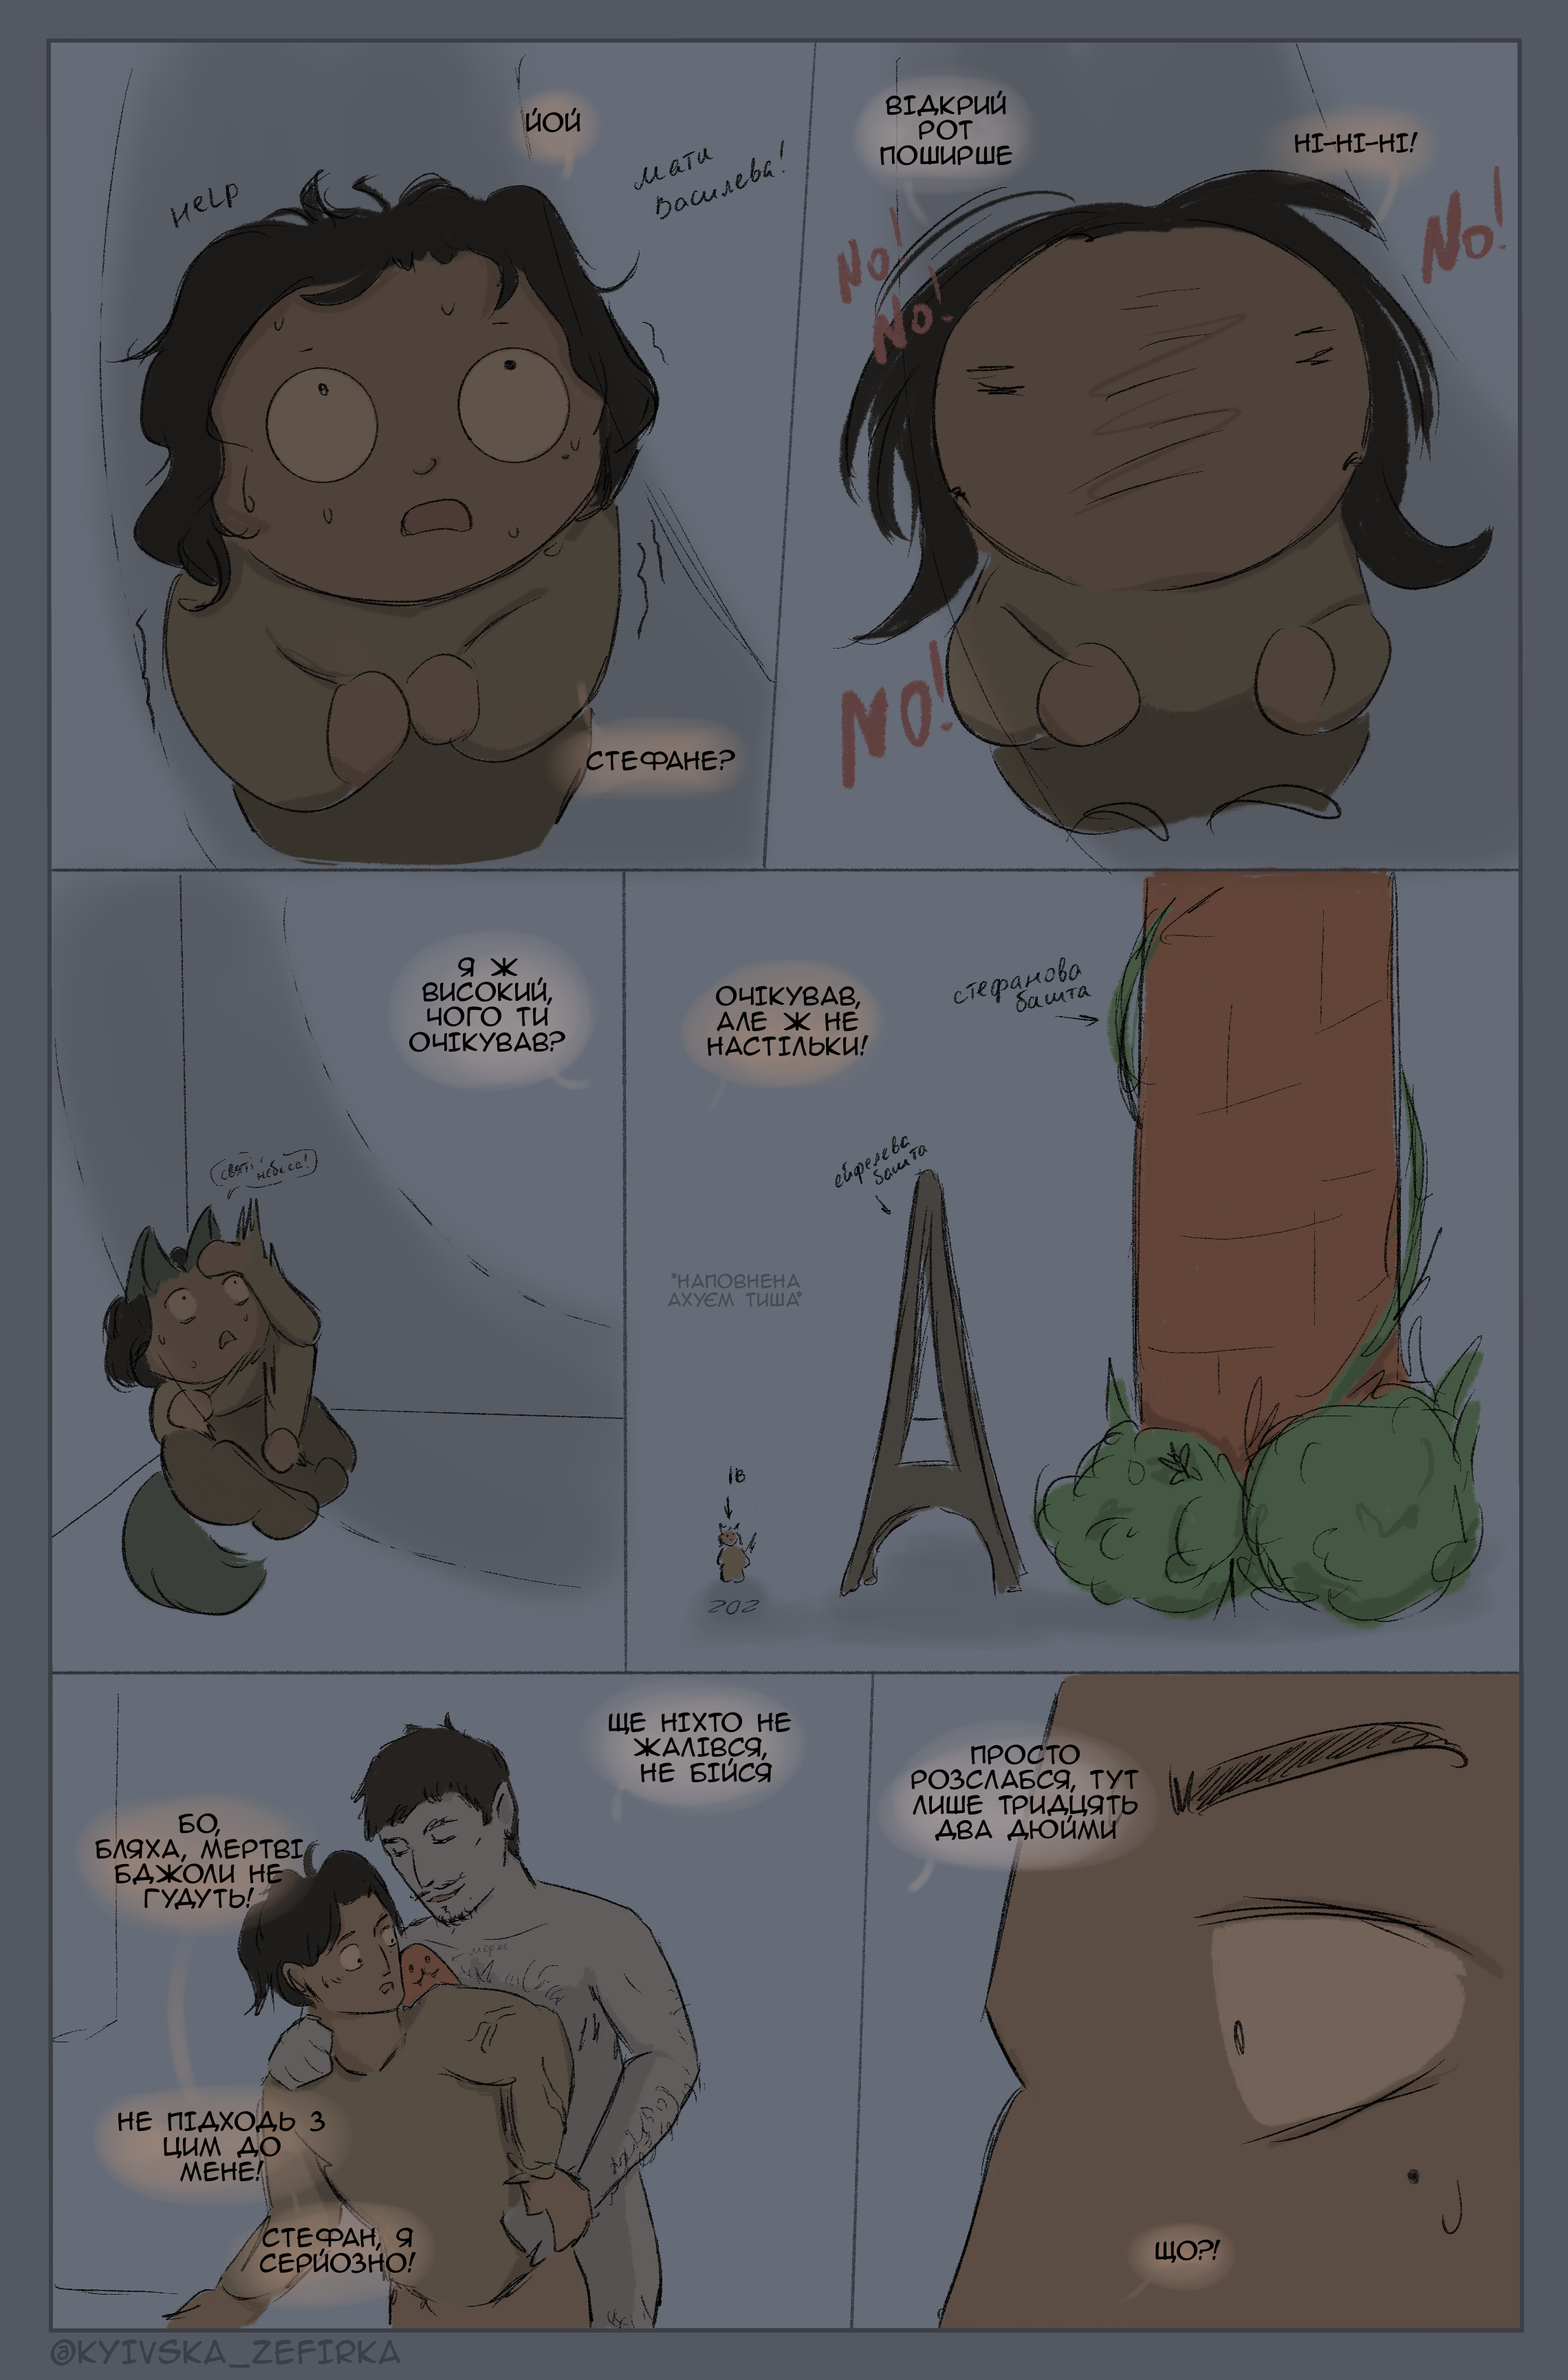 ЙОЙ
HELP
мати
Василева!
СТЕФАНЕ?
ВІДКРИЙ
РОТ
ПОШИРШЕ
НІ-НІ-НІ!
NO!
NO!
NO!
NO!
Я Ж
ВИСОКИЙ,
ЧОГО ТИ
ОЧІКУВАВ?
святі
небеса!
ОЧІКУВАВ,
АЛЕ Ж НЕ
НАСТІЛЬКИ!
стефанова
башта
ейфелева
башта
"НАПОВНЕНА
АХУЄМ ТИША"
ІВ
202
ЩЕ НІХТО НЕ
ЖАЛІВСЯ,
НЕ БІЙСЯ
БО,
БЛЯХА, МЕРТВІ
БДЖОЛИ НЕ
ГУДУТЬ!
НЕ ПІДХОДЬ З
ЦИМ ДО
МЕНЕ!
СТЕФАН, Я
СЕРЙОЗНО!
ПРОСТО
РОЗСЛАБСЯ, ТУТ
ЛИШЕ ТРИДЦЯТЬ
ДВА ДЮЙМИ
ЩО?!
@KYIVSKA_ZEFIRKA